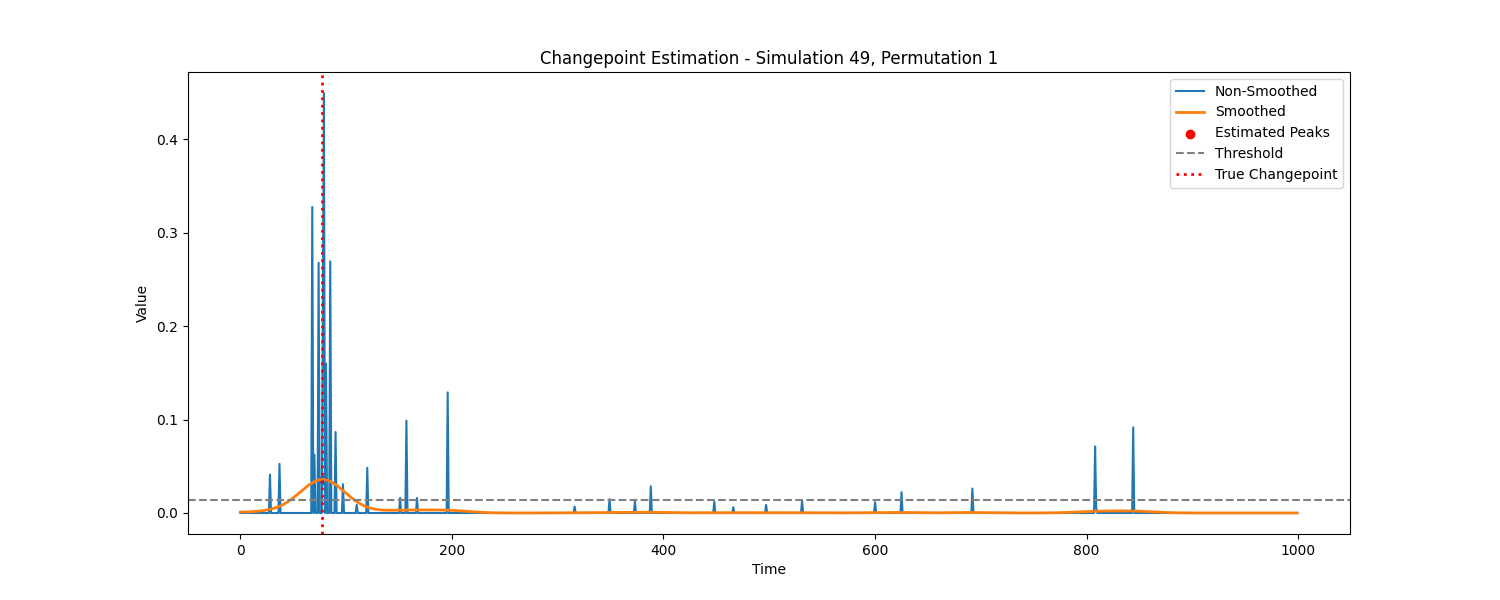 Changepoint Estimation - Simulation 49, Permutation 1
Non-Smoothed
Smoothed
Estimated Peaks
Threshold
True Changepoint
Value
0.4
0.3
0.2
0.1
0.0
0
200
400
600
800
1000
Time